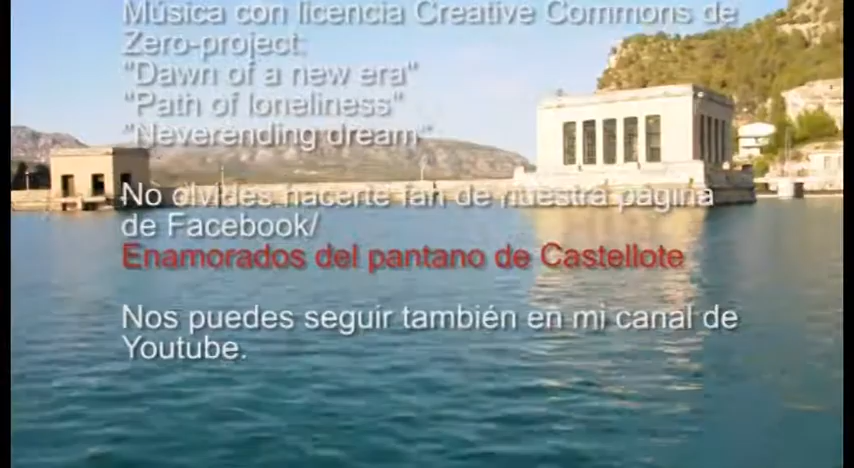 Música con licencia Creative Commons de
Zero-project:
"Dawn of a new era"
"Path of loneliness"
"Neverending dream"
No olvides hacerte fan de nuestra página
de Facebook/
Enamorados del pantano de Castellote
Nos puedes seguir también en mi canal de
Youtube.